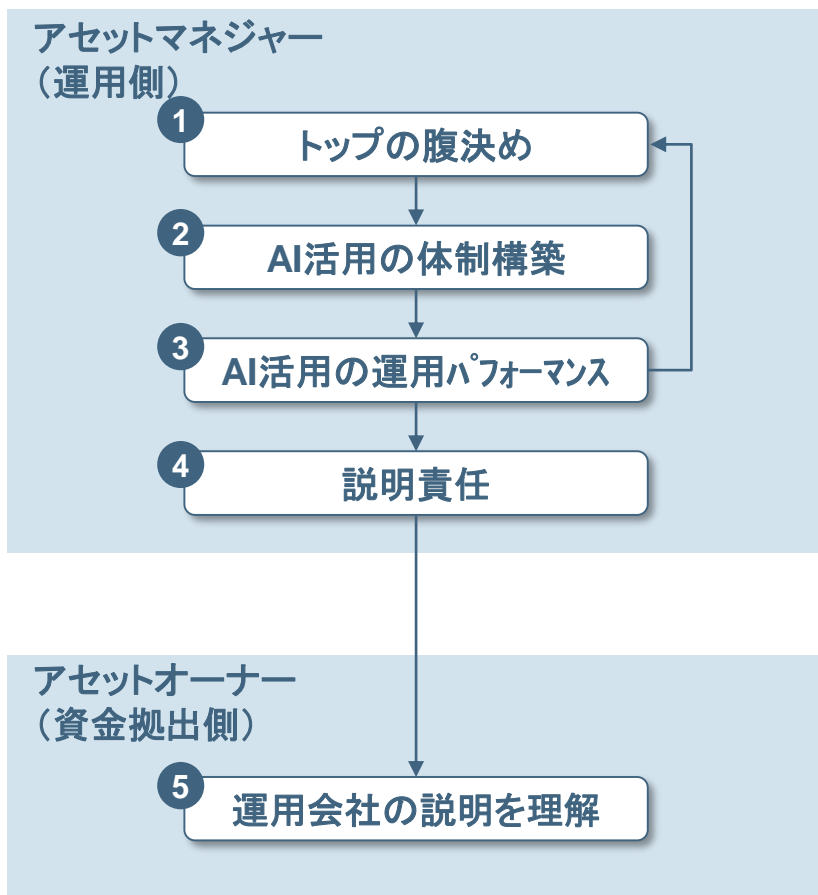 アセットマネジャー
（運用側）
1
トップの腹決め
2
AI活用の体制構築
3
AI活用の運用ﾊﾟﾌｫｰﾏﾝｽ
4
説明責任
アセットオーナー
（資金拠出側）
5
運用会社の説明を理解